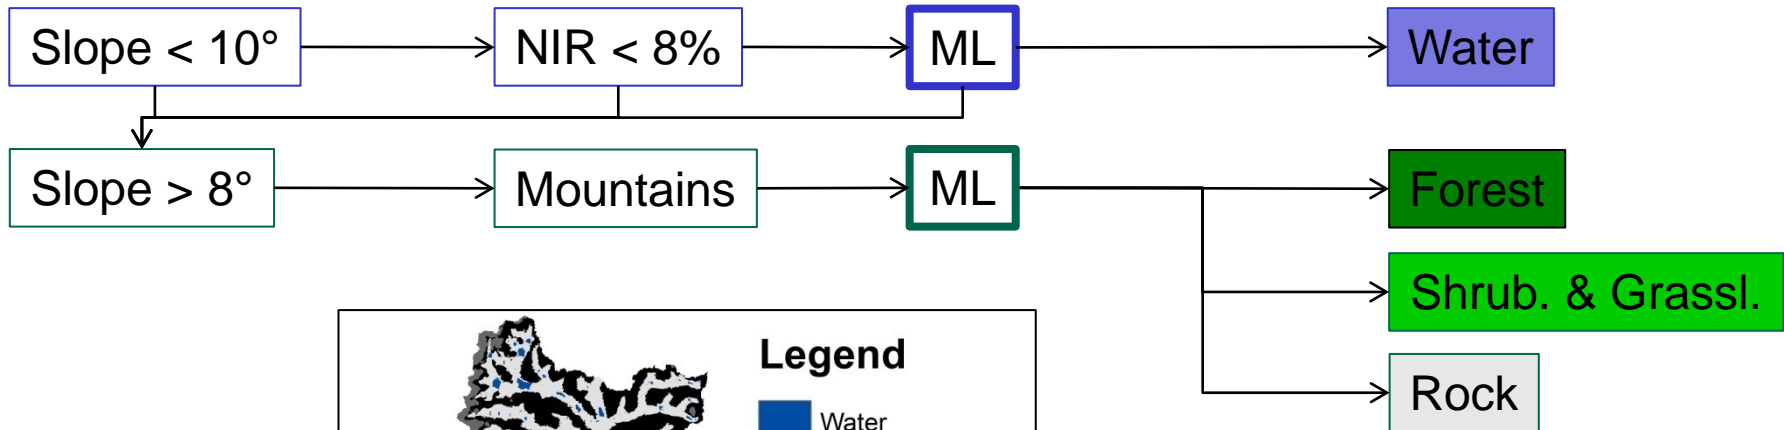 Slope < 10° NIR < 8% ML Water
Slope > 8° Mountains ML Forest
Shrub. & Grassl.
Legend
Rock
Water